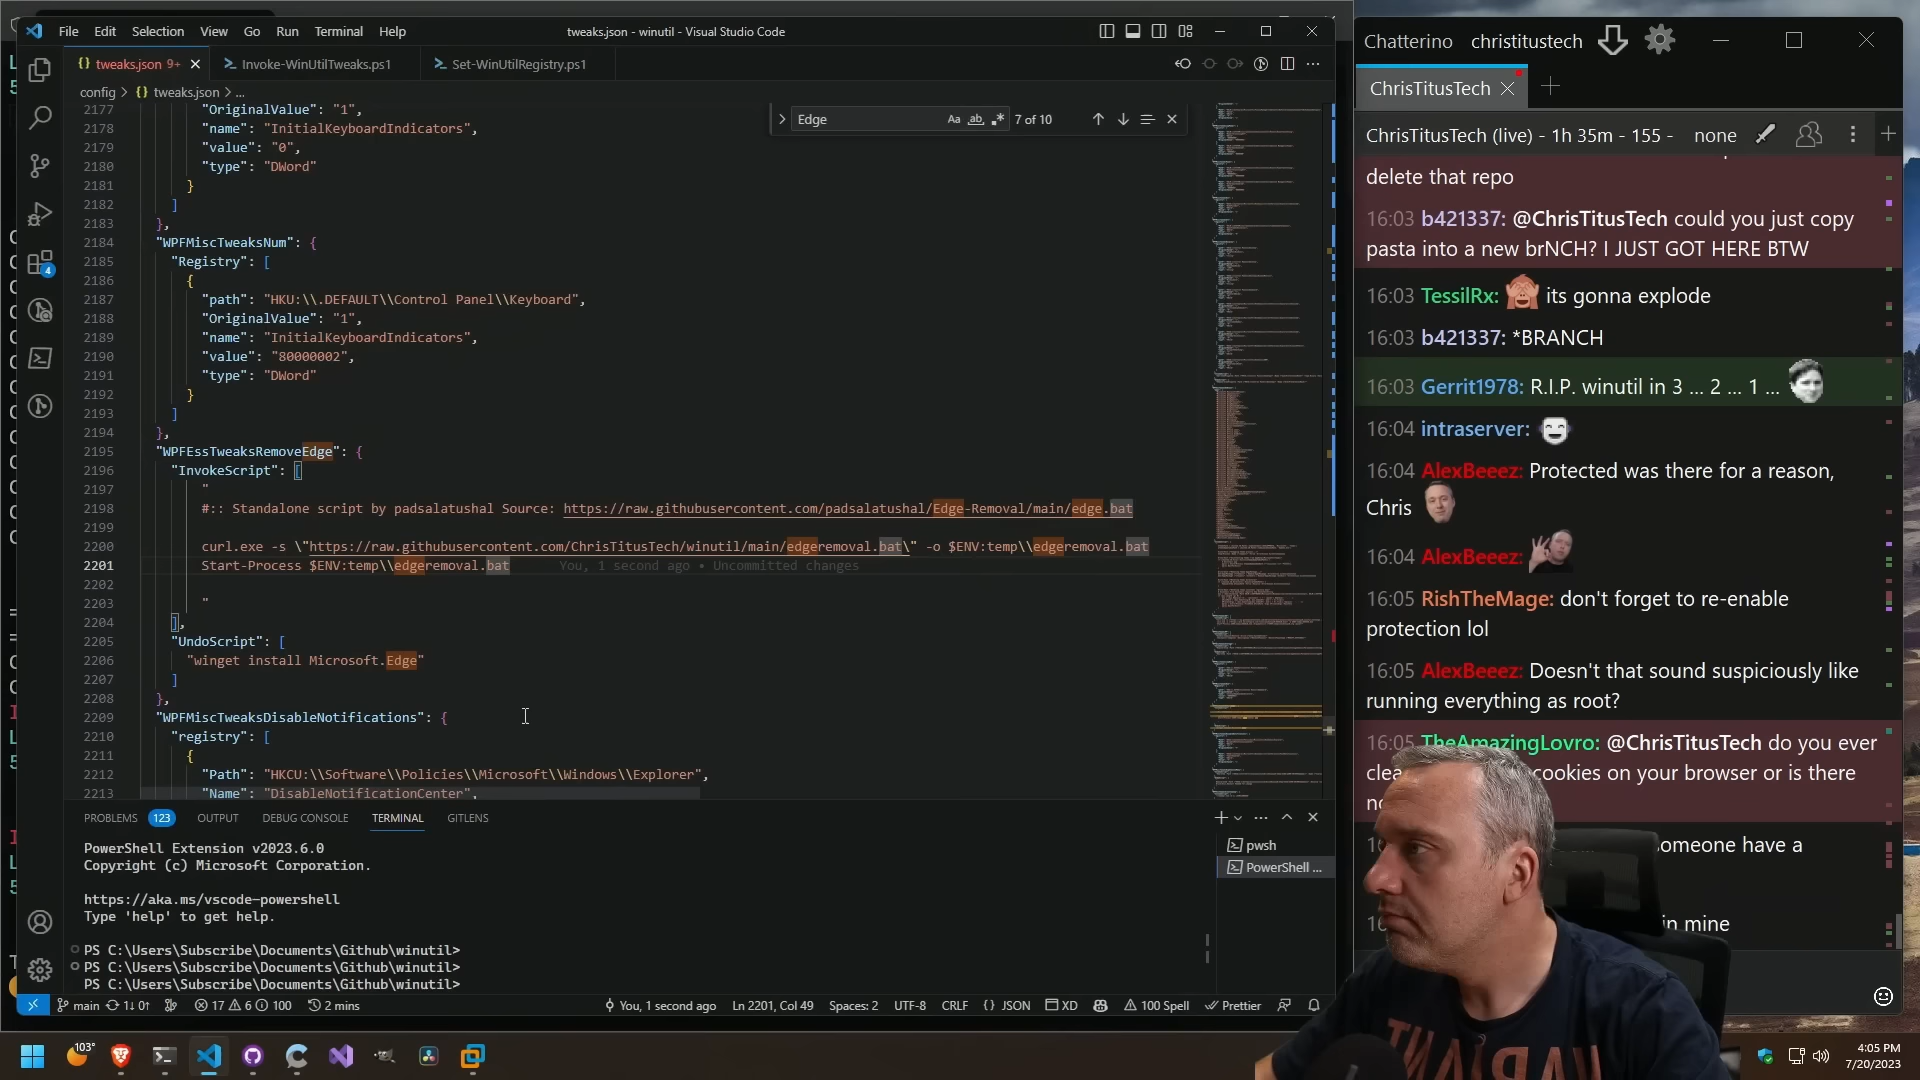 File Edit Selection View Go Run Terminal Help
tweaks.json - winutil - Visual Studio Code
{} tweaks.json 9+
Invoke-WinUtilTweaks.ps1
Set-WinUtilRegistry.ps1
config > {} tweaks.json > ...
Edge
Aa ab .*
7 of 10
2177 "OriginalValue": "1",
2178 "name": "InitialKeyboardIndicators",
2179 "value": "0",
2180 "type": "DWord"
2181 }
2182 ]
2183 },
2184 "WPFMiscTweaksNum": {
2185 "Registry": [
2186 {
2187 "path": "HKU:\\.DEFAULT\\Control Panel\\Keyboard",
2188 "OriginalValue": "1",
2189 "name": "InitialKeyboardIndicators",
2190 "value": "80000002",
2191 "type": "DWord"
2192 }
2193 ]
2194 },
2195 "WPFEssTweaksRemoveEdge": {
2196 "InvokeScript": [
2197 "
2198 #:: Standalone script by padsalatushal Source: https://raw.githubusercontent.com/padsalatushal/Edge-Removal/main/edge.bat
2199
2200 curl.exe -s \"https://raw.githubusercontent.com/ChrisTitusTech/winutil/main/edgeremoval.bat\" -o $ENV:temp\\edgeremoval.bat
2201 Start-Process $ENV:temp\\edgeremoval.bat You, 1 second ago • Uncommitted changes
2202
2203 "
2204 ],
2205 "UndoScript": [
2206 "winget install Microsoft.Edge"
2207 ]
2208 },
2209 "WPFMiscTweaksDisableNotifications": {
2210 "registry": [
2211 {
2212 "Path": "HKCU:\\Software\\Policies\\Microsoft\\Windows\\Explorer",
2213 "Name": "DisableNotificationCenter",
PROBLEMS 123 OUTPUT DEBUG CONSOLE TERMINAL GITLENS
PowerShell Extension v2023.6.0
Copyright (c) Microsoft Corporation.
https://aka.ms/vscode-powershell
Type 'help' to get help.
PS C:\Users\Subscribe\Documents\Github\winutil>
PS C:\Users\Subscribe\Documents\Github\winutil>
PS C:\Users\Subscribe\Documents\Github\winutil>
pwsh
PowerShell ...
4
main 1↓ 0↑ 17 6 100 2 mins
You, 1 second ago Ln 2201, Col 49 Spaces: 2 UTF-8 CRLF {} JSON XD 100 Spell Prettier
Chatterino christitustech
ChrisTitusTech
ChrisTitusTech (live) - 1h 35m - 155 - none
delete that repo
16:03 b421337: @ChrisTitusTech could you just copy
pasta into a new brNCH? I JUST GOT HERE BTW
16:03 TessilRx: its gonna explode
16:03 b421337: *BRANCH
16:03 Gerrit1978: R.I.P. winutil in 3 ... 2 ... 1 ...
16:04 intraserver:
16:04 AlexBeeez: Protected was there for a reason,
Chris
16:04 AlexBeeez:
16:05 RishTheMage: don't forget to re-enable
protection lol
16:05 AlexBeeez: Doesn't that sound suspiciously like
running everything as root?
16:05 TheAmazingLovro: @ChrisTitusTech do you ever
cookies on your browser or is there
someone have a
in mine
103°
4:05 PM
7/20/2023